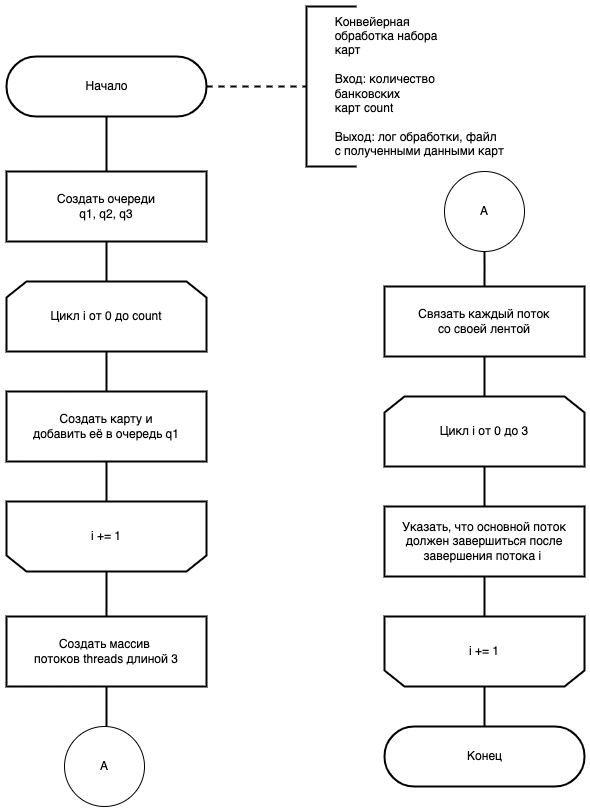 Конвейерная
обработка набора
карт
Вход: количество
банковских
карт count
Выход: лог обработки, файл
с полученными данными карт
Начало
Создать очереди
q1, q2, q3
Цикл i от 0 до count
Создать карту и
добавить её в очередь q1
i += 1
Создать массив
потоков threads длиной 3
A
A
Связать каждый поток
со своей лентой
Цикл i от 0 до 3
Указать, что основной поток
должен завершиться после
завершения потока i
i += 1
Конец